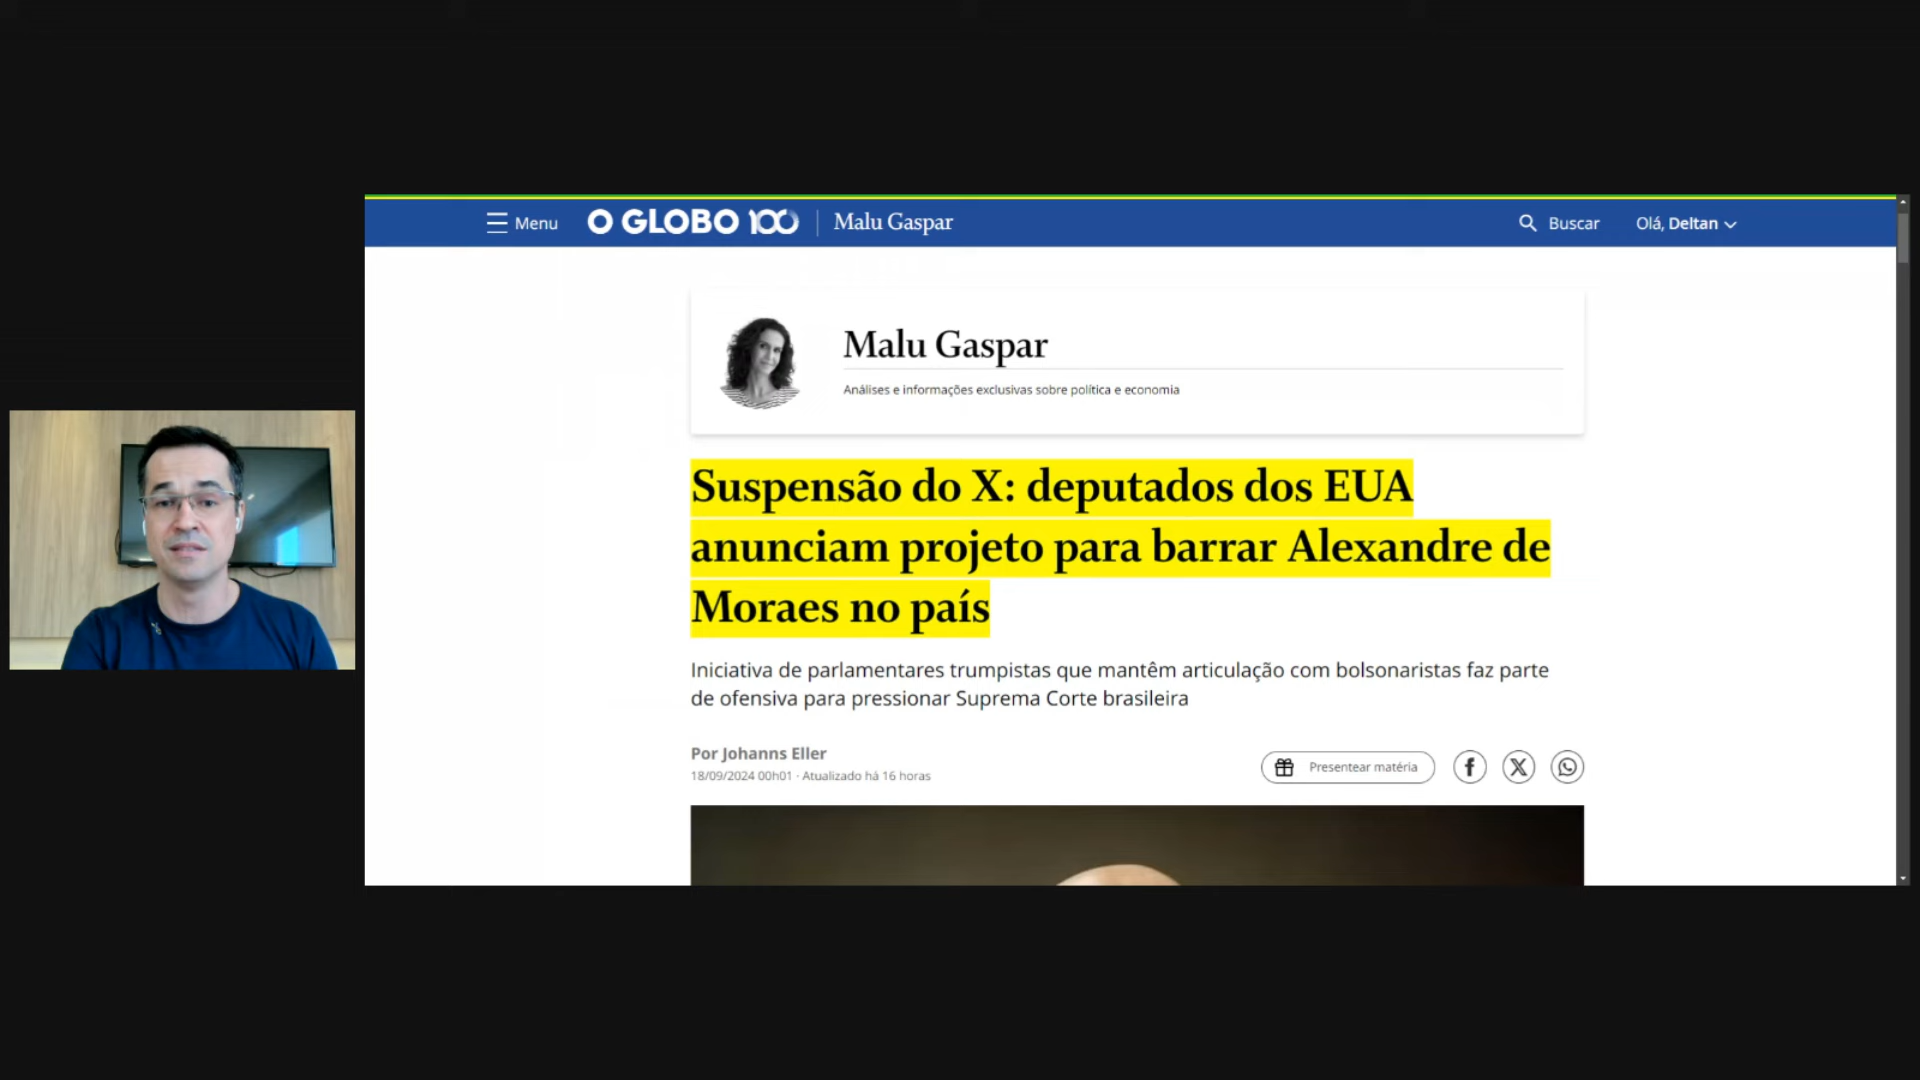 Menu
O GLOBO 100
Malu Gaspar
Buscar
Olá, Deltan
Malu Gaspar
Análises e informações exclusivas sobre política e economia
Suspensão do X: deputados dos EUA
anunciam projeto para barrar Alexandre de
Moraes no país
Iniciativa de parlamentares trumpistas que mantêm articulação com bolsonaristas faz parte
de ofensiva para pressionar Suprema Corte brasileira
Por Johanns Eller
18/09/2024 00h01 · Atualizado há 16 horas
Presentear matéria